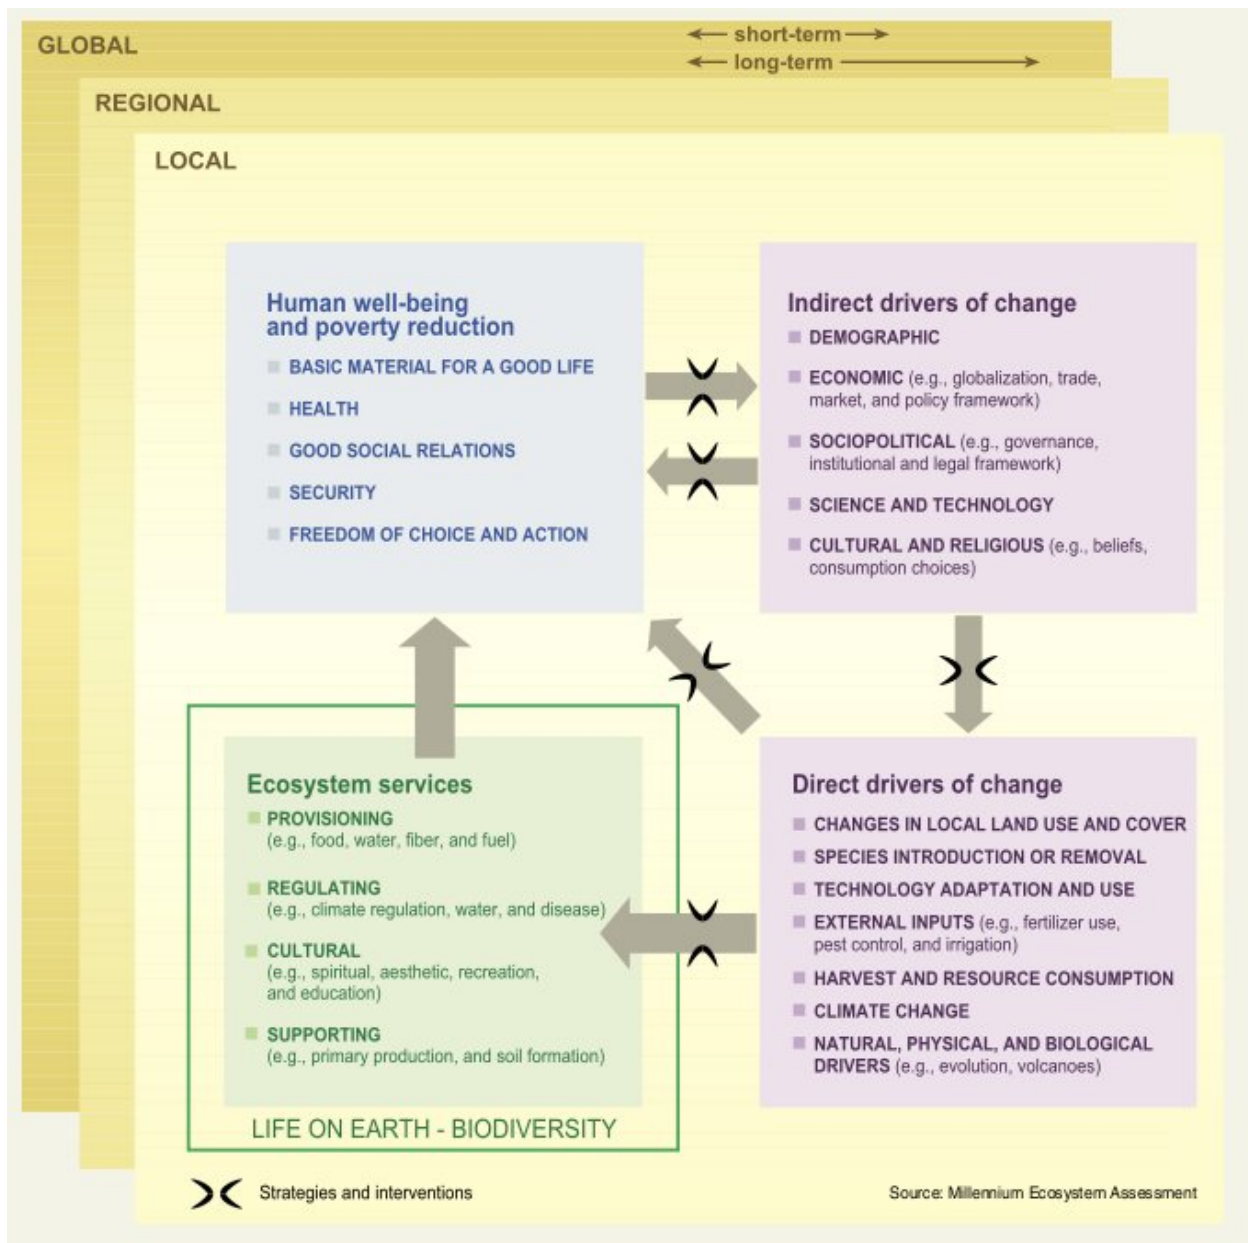 GLOBAL
short-term
long-term
REGIONAL
LOCAL
Human well-being
and poverty reduction
BASIC MATERIAL FOR A GOOD LIFE
HEALTH
GOOD SOCIAL RELATIONS
SECURITY
FREEDOM OF CHOICE AND ACTION
Indirect drivers of change
DEMOGRAPHIC
ECONOMIC (e.g., globalization, trade,
market, and policy framework)
SOCIOPOLITICAL (e.g., governance,
institutional and legal framework)
SCIENCE AND TECHNOLOGY
CULTURAL AND RELIGIOUS (e.g., beliefs,
consumption choices)
Ecosystem services
PROVISIONING
(e.g., food, water, fiber, and fuel)
REGULATING
(e.g., climate regulation, water, and disease)
CULTURAL
(e.g., spiritual, aesthetic, recreation,
and education)
SUPPORTING
(e.g., primary production, and soil formation)
LIFE ON EARTH - BIODIVERSITY
Direct drivers of change
CHANGES IN LOCAL LAND USE AND COVER
SPECIES INTRODUCTION OR REMOVAL
TECHNOLOGY ADAPTATION AND USE
EXTERNAL INPUTS (e.g., fertilizer use,
pest control, and irrigation)
HARVEST AND RESOURCE CONSUMPTION
CLIMATE CHANGE
NATURAL, PHYSICAL, AND BIOLOGICAL
DRIVERS (e.g., evolution, volcanoes)
Strategies and interventions
Source: Millennium Ecosystem Assessment